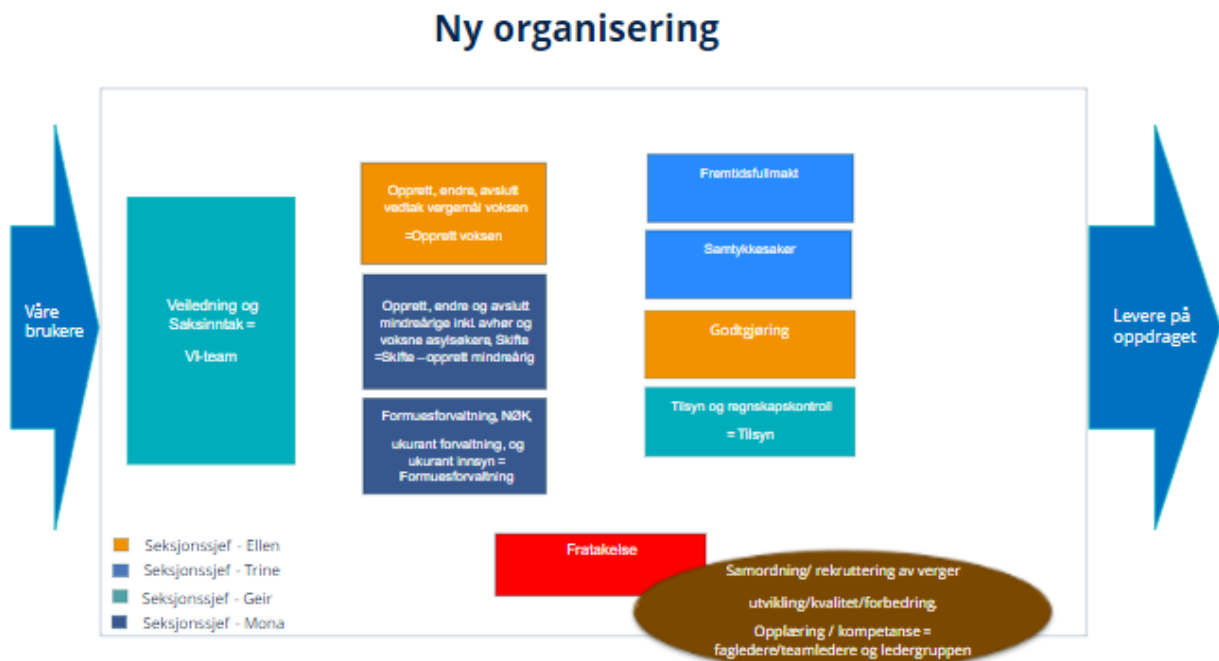 Ny organisering
Våre
brukere
Veiledning og
Saksinntak =
VI-team
Opprett, endre, avslutt
vedtak vergemål voksen
=Opprett voksen
Opprett, endre og avslutt
mindreårige inkl. avhør og
voksne asylsøkere, Skifte
=Skifte – opprett mindreårig
Formuesforvaltning, NØK,
ukurant forvaltning, og
ukurant innsyn =
Formuesforvaltning
Fremtidsfullmakt
Samtykkesaker
Godtgjøring
Tilsyn og regnskapskontroll
= Tilsyn
Levere på
oppdraget
Seksjonssjef - Ellen
Seksjonssjef - Trine
Seksjonssjef - Geir
Seksjonssjef - Mona
Fratakelse
Samordning/ rekruttering av verger
utvikling/kvalitet/forbedring,
Opplæring / kompetanse =
fagledere/teamledere og ledergruppen